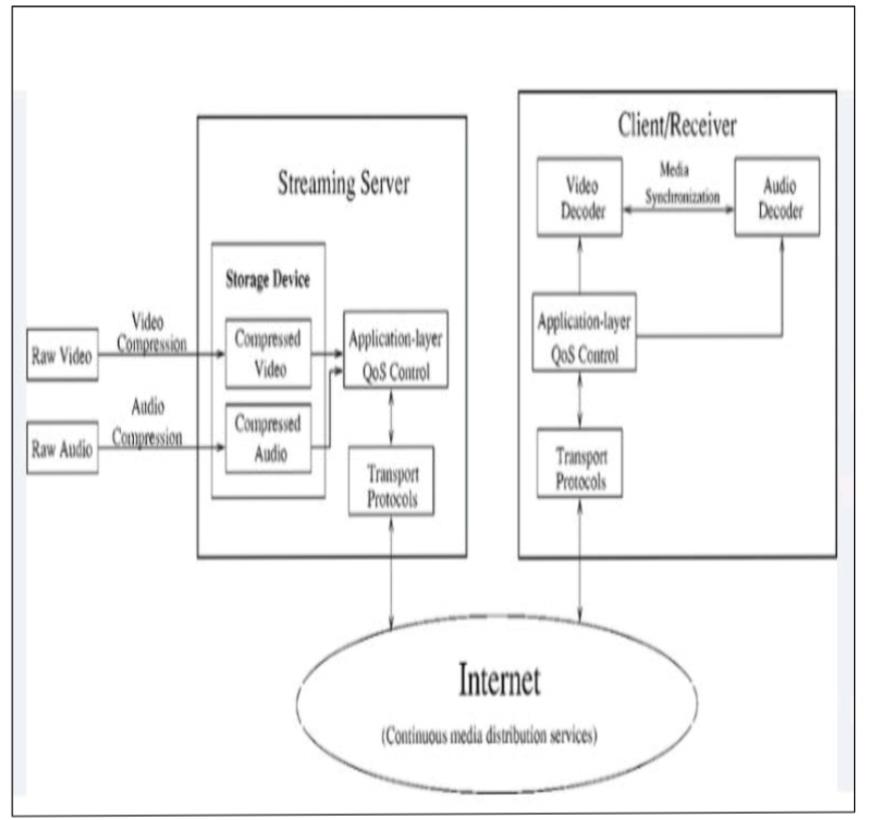 Client/Receiver
Streaming Server
Video
Decoder
Media
Synchronization
Audio
Decoder
Storage Device
Raw Video
Video
Compression
Compressed
Video
Application-layer
QoS Control
Raw Audio
Audio
Compression
Compressed
Audio
Transport
Protocols
Application-layer
QoS Control
Transport
Protocols
Internet
(Continuous media distribution services)